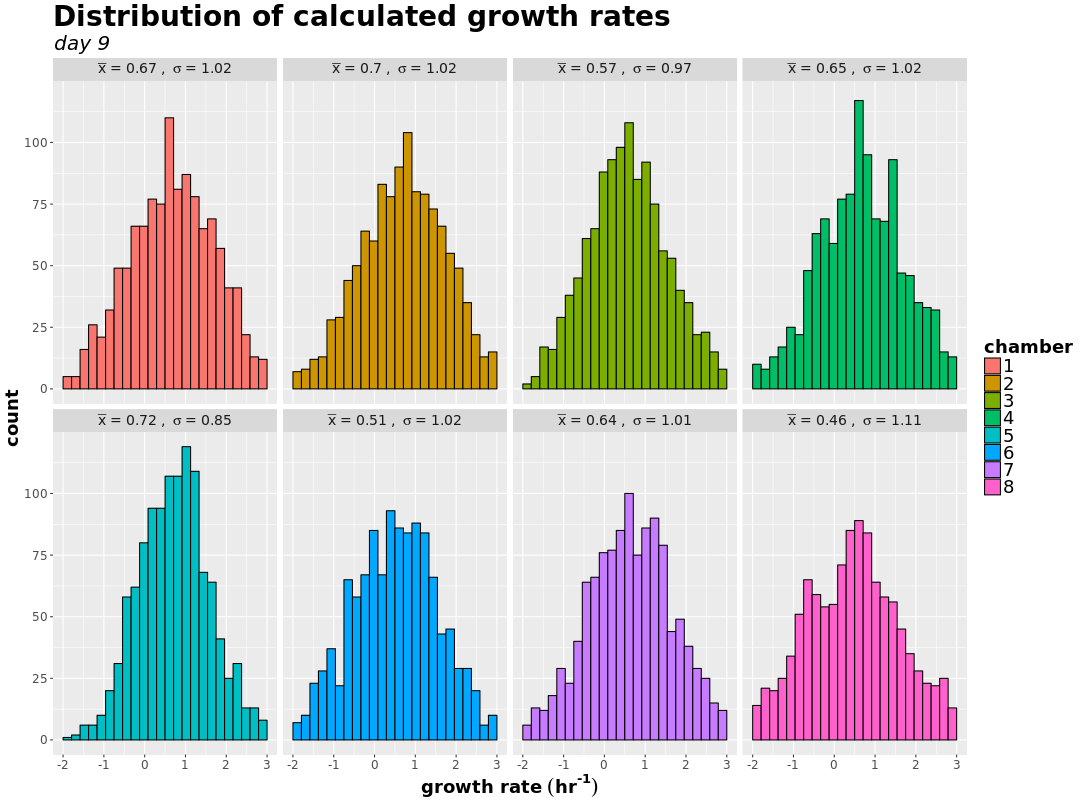 Distribution of calculated growth rates
day 9
x̅ = 0.67 , σ = 1.02
x̅ = 0.7 , σ = 1.02
x̅ = 0.57 , σ = 0.97
x̅ = 0.65 , σ = 1.02
100
75
50
25
0
count
x̅ = 0.72 , σ = 0.85
x̅ = 0.51 , σ = 1.02
x̅ = 0.64 , σ = 1.01
x̅ = 0.46 , σ = 1.11
100
75
50
25
0
-2 -1 0 1 2 3
-2 -1 0 1 2 3
-2 -1 0 1 2 3
-2 -1 0 1 2 3
growth rate (hr⁻¹)
chamber
1
2
3
4
5
6
7
8